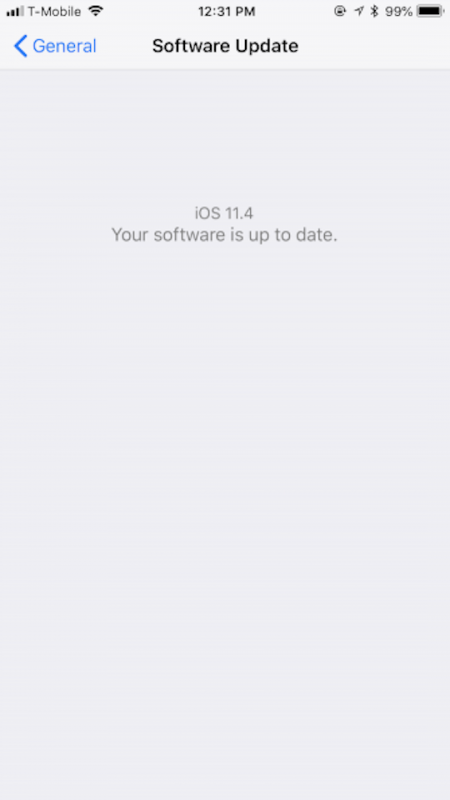 T-Mobile 12:31 PM 99%
General Software Update
iOS 11.4
Your software is up to date.